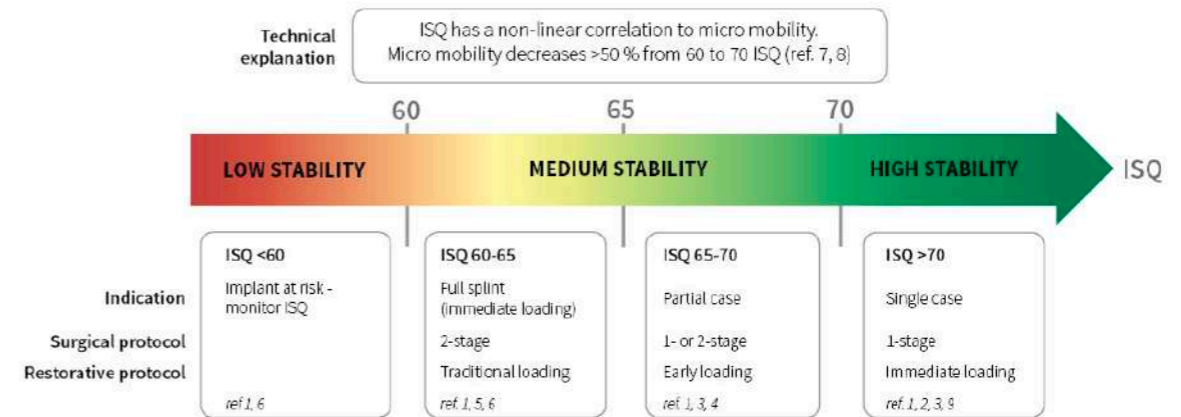 Technical
explanation
ISQ has a non-linear correlation to micro mobility.
Micro mobility decreases >50 % from 60 to 70 ISQ (ref. 7, 8)
60
65
70
LOW STABILITY
MEDIUM STABILITY
HIGH STABILITY
ISQ
ISQ <60
ISQ 60-65
ISQ 65-70
ISQ >70
Indication
Implant at risk -
monitor ISQ
Full splint
(immediate loading)
Partial case
Single case
Surgical protocol
2-stage
1- or 2-stage
1-stage
Restorative protocol
Traditional loading
Early loading
Immediate loading
ref 1, 6
ref. 1, 5, 6
ref. 1, 3, 4
ref. 1, 2, 3, 9